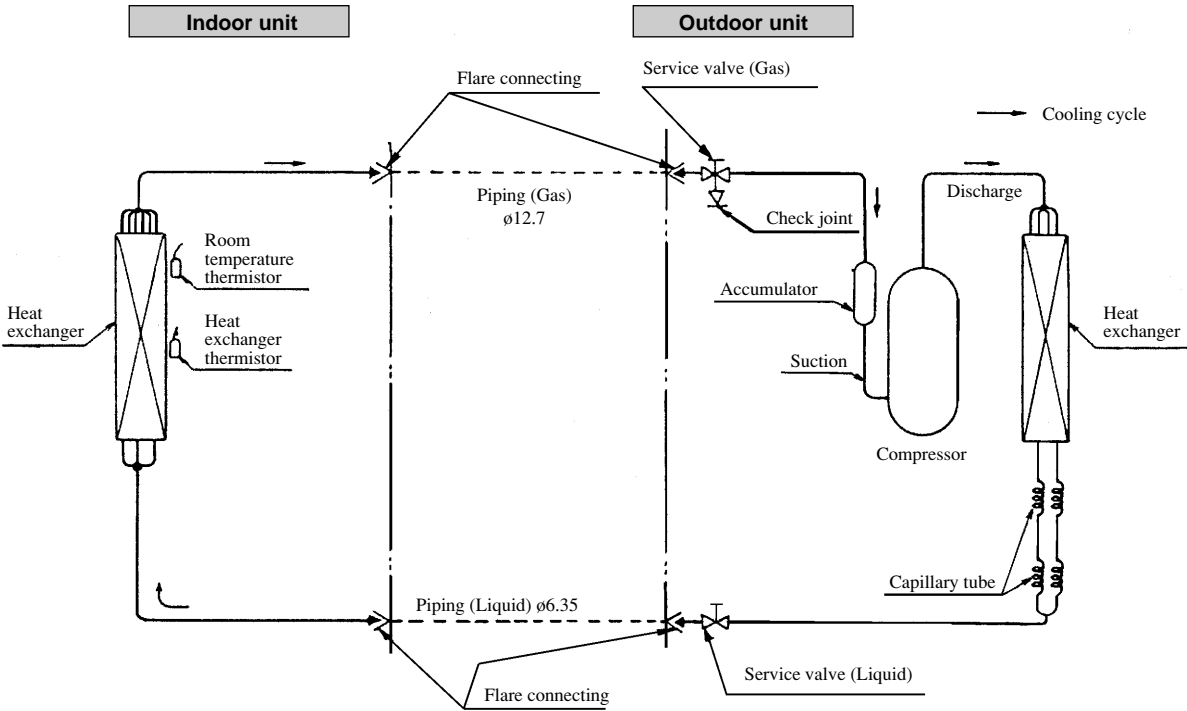 Indoor unit
Outdoor unit
Flare connecting
Service valve (Gas)
Cooling cycle
Piping (Gas)
ø12.7
Discharge
Check joint
Room
temperature
thermistor
Accumulator
Heat
exchanger
Heat
exchanger
thermistor
Heat
exchanger
Suction
Compressor
Capillary tube
Piping (Liquid) ø6.35
Service valve (Liquid)
Flare connecting